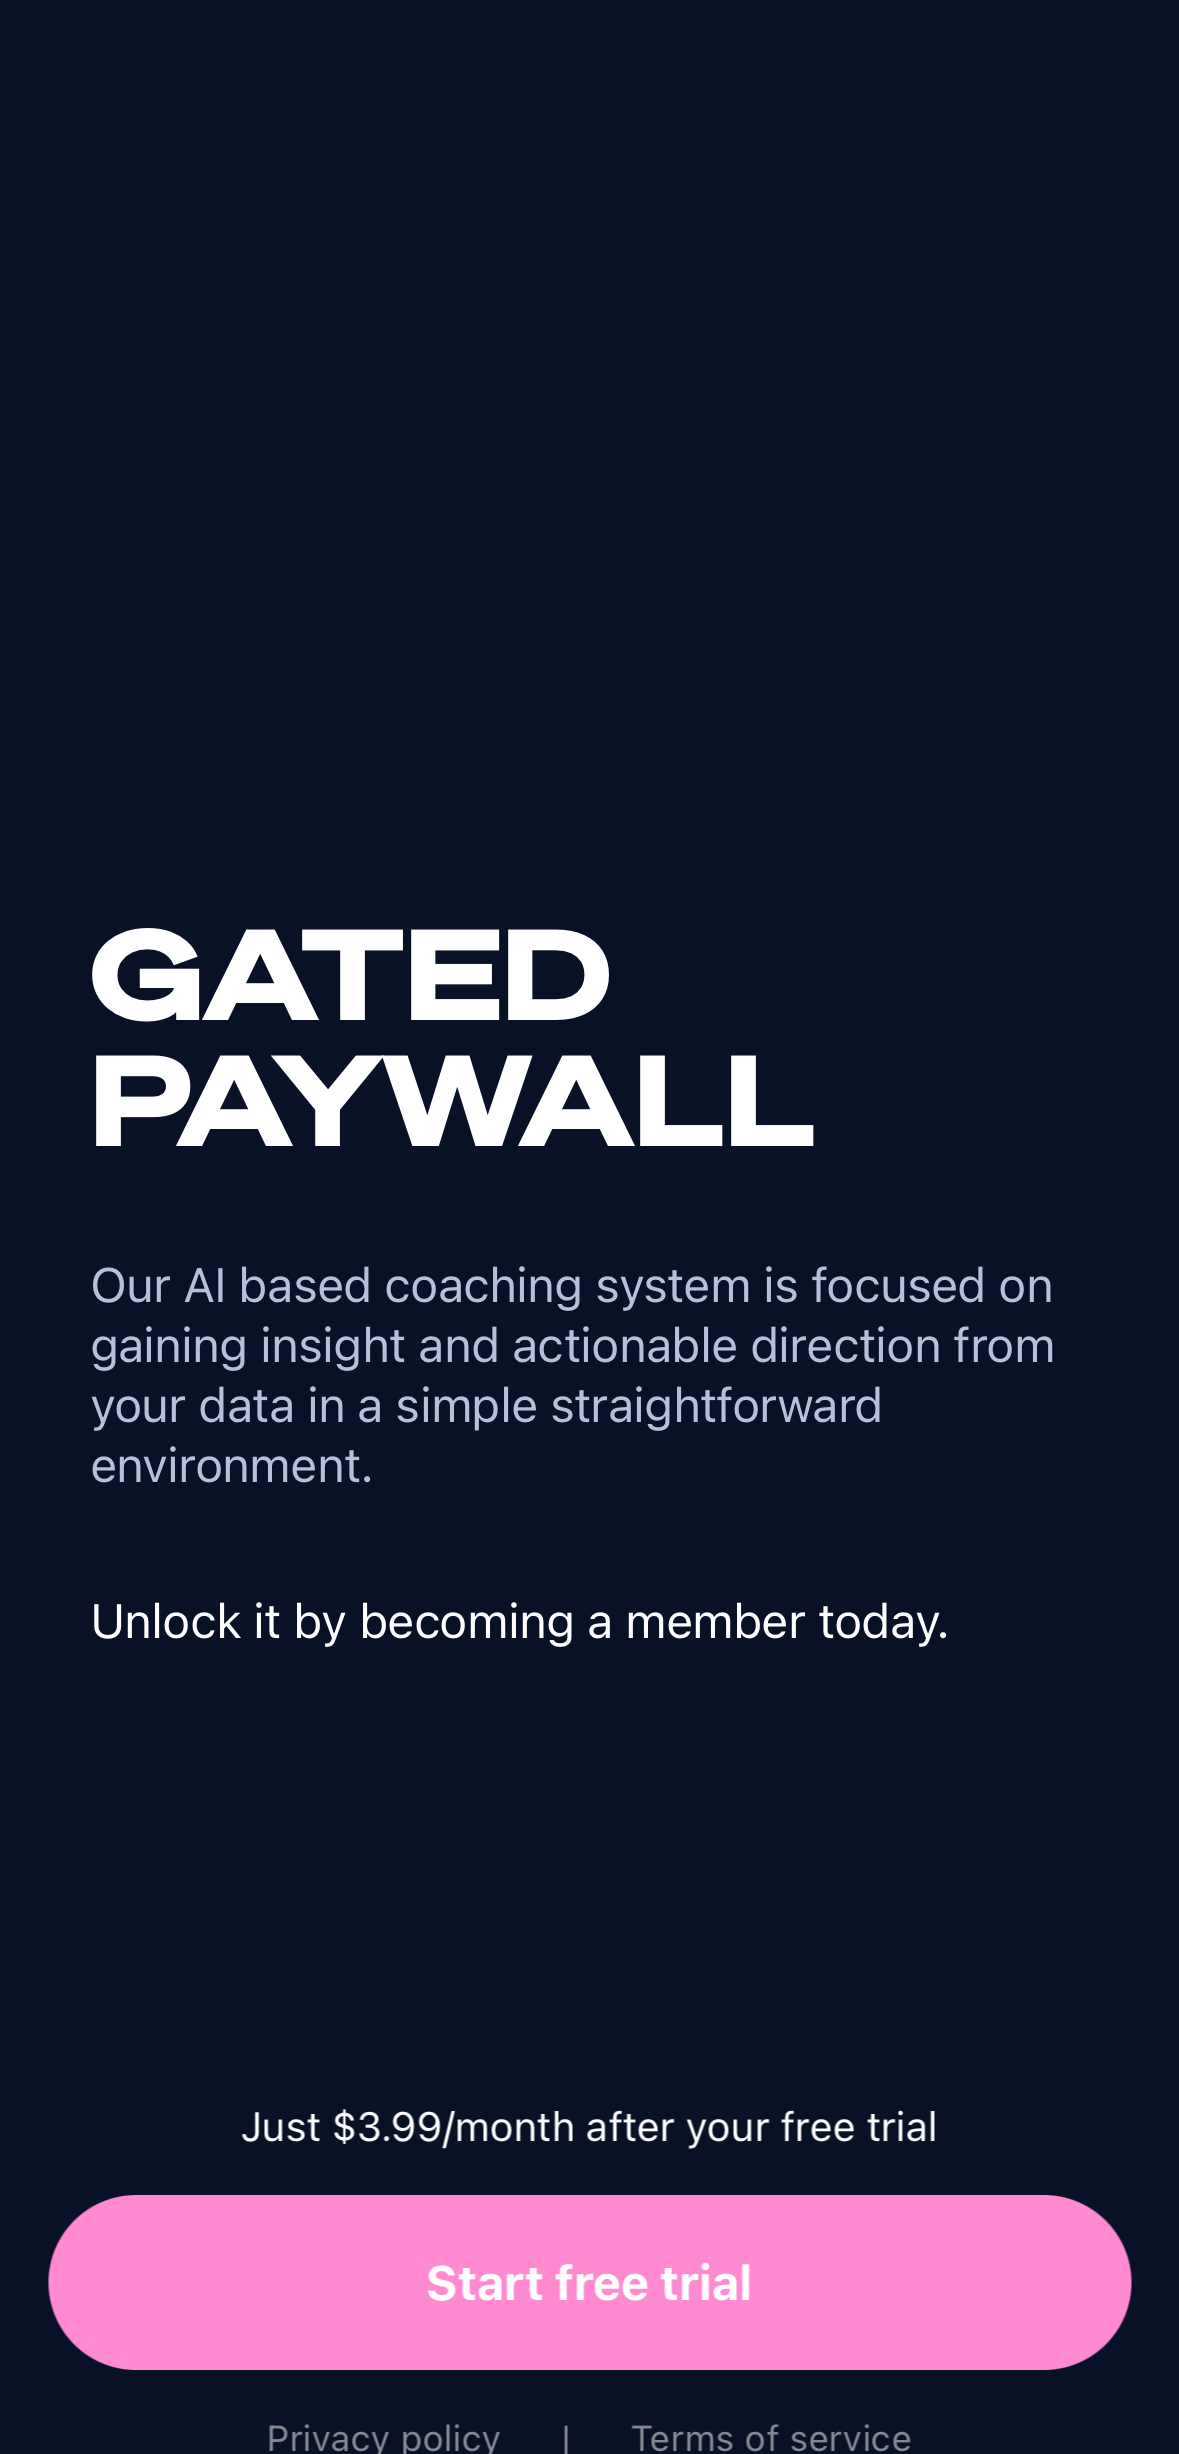 GATED
PAYWALL
Our AI based coaching system is focused on
gaining insight and actionable direction from
your data in a simple straightforward
environment.
Unlock it by becoming a member today.
Just $3.99/month after your free trial
Start free trial
Privacy policy | Terms of service